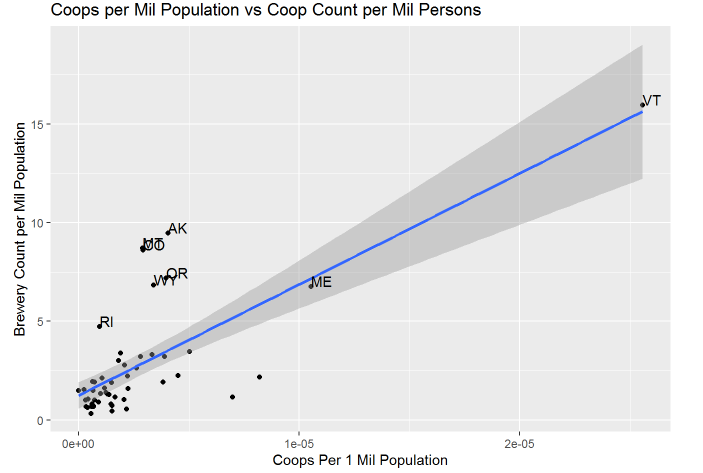 Coops per Mil Population vs Coop Count per Mil Persons
Brewery Count per Mil Population
15
10
5
0
VT
AK
MT
CO
OR
WY
ME
RI
0e+00
1e-05
2e-05
Coops Per 1 Mil Population